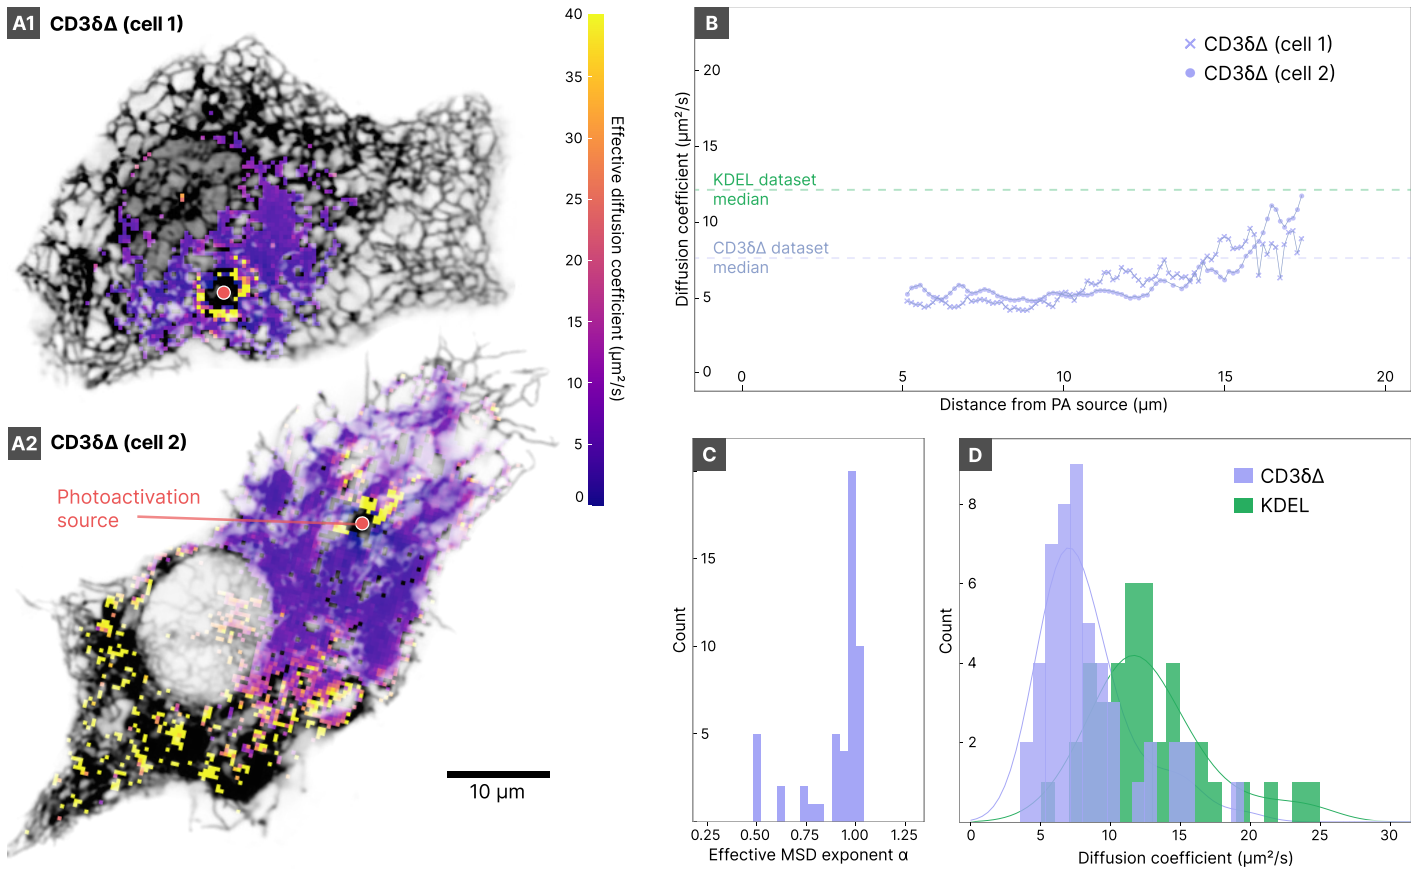 A1 CD3δΔ (cell 1)
40
35
30
25
20
15
10
5
0
Effective diffusion coefficient (μm²/s)
A2 CD3δΔ (cell 2)
Photoactivation
source
10 μm
B
CD3δΔ (cell 1)
CD3δΔ (cell 2)
20
15
10
5
0
Diffusion coefficient (μm²/s)
KDEL dataset
median
CD3δΔ dataset
median
0 5 10 15 20
Distance from PA source (μm)
C
15
10
5
Count
0.25 0.50 0.75 1.00 1.25
Effective MSD exponent α
D
CD3δΔ
KDEL
8
6
4
2
Count
0 5 10 15 20 25 30
Diffusion coefficient (μm²/s)